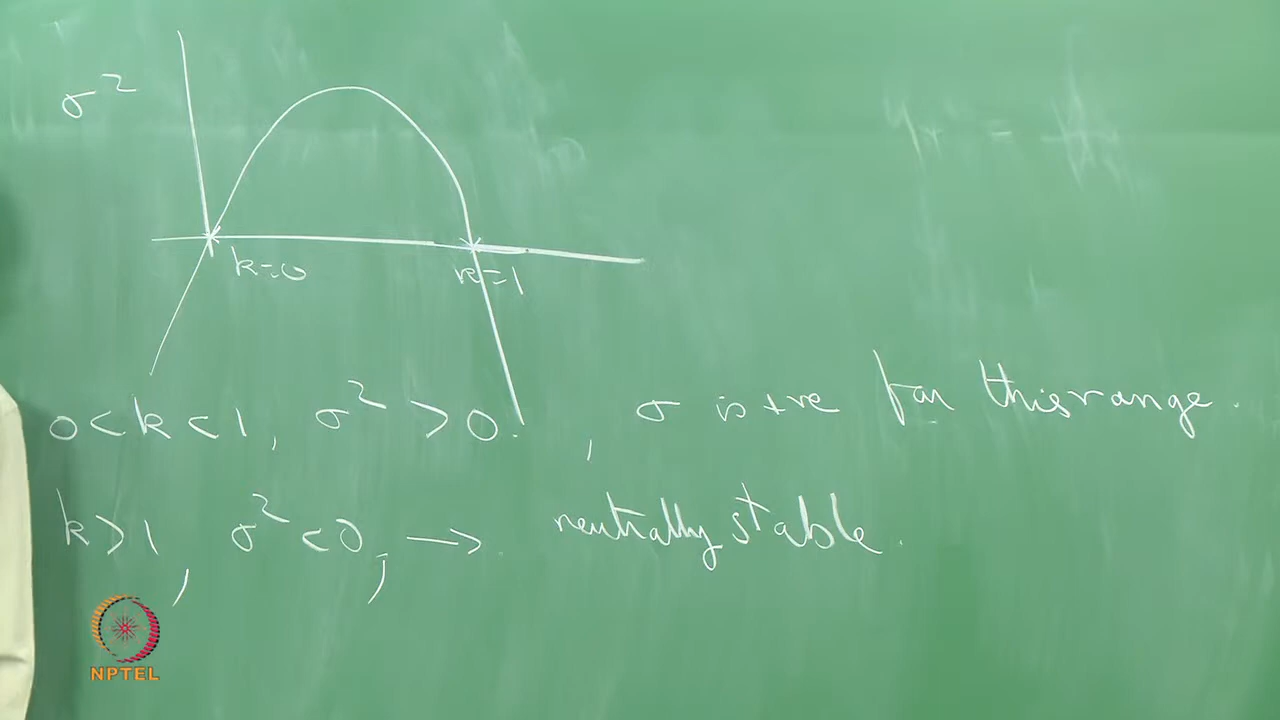 σ²
k=0
k=1
0<k<1, σ²>0. , σ is +ve for this range.
k>1, σ²<0, → neutrally stable.
NPTEL